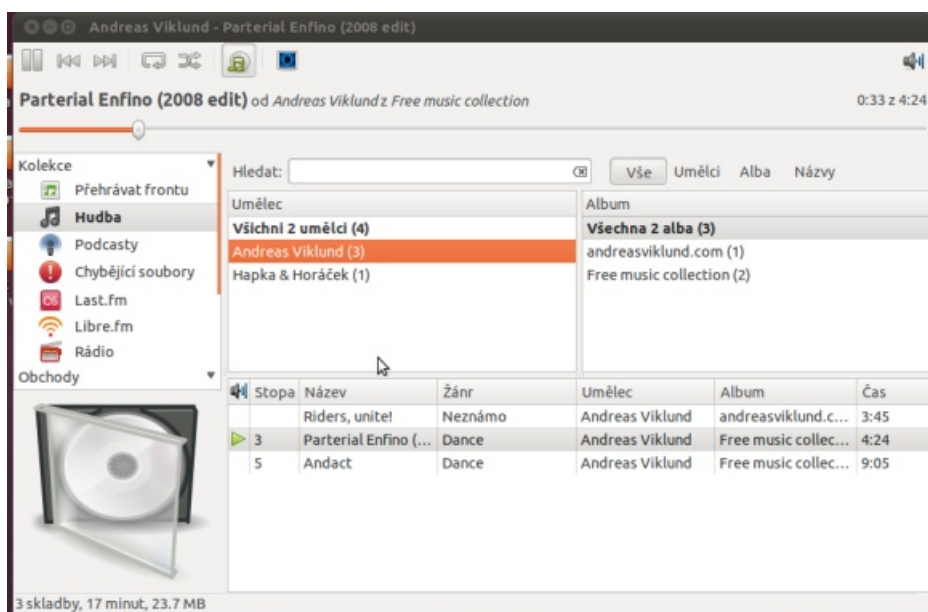 Andreas Viklund - Parterial Enfino (2008 edit)
Parterial Enfino (2008 edit) od Andreas Viklund z Free music collection 0:33 z 4:24
Kolekce
Přehrávat frontu
Hudba
Podcasty
Chybějící soubory
Last.fm
Libre.fm
Rádio
Obchody
Hledat: Vše Umělci Alba Názvy
Umělec
Všichni 2 umělci (4)
Andreas Viklund (3)
Hapka & Horáček (1)
Album
Všechna 2 alba (3)
andreasviklund.com (1)
Free music collection (2)
Stopa Název Žánr Umělec Album Čas
Riders, unite! Neznámo Andreas Viklund andreasviklund.c... 3:45
3 Parterial Enfino (... Dance Andreas Viklund Free music collec... 4:24
5 Andact Dance Andreas Viklund Free music collec... 9:05
3 skladby, 17 minut, 23.7 MB